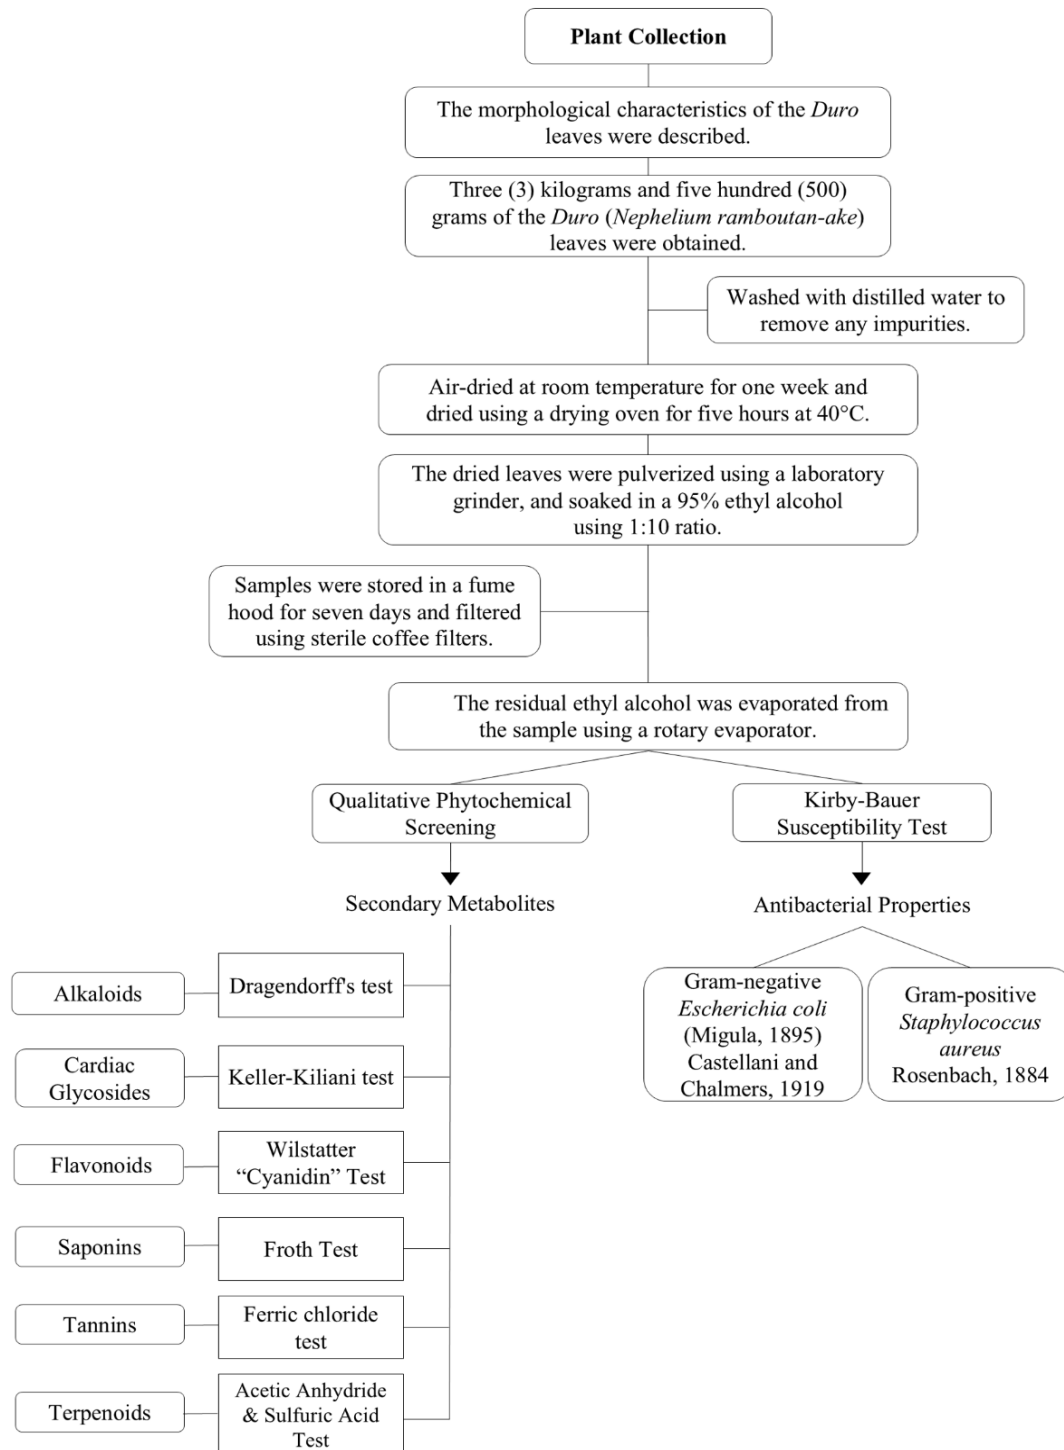 Plant Collection
The morphological characteristics of the Duro
leaves were described.
Three (3) kilograms and five hundred (500)
grams of the Duro (Nephelium ramboutan-ake)
leaves were obtained.
Washed with distilled water to
remove any impurities.
Air-dried at room temperature for one week and
dried using a drying oven for five hours at 40°C.
The dried leaves were pulverized using a laboratory
grinder, and soaked in a 95% ethyl alcohol
using 1:10 ratio.
Samples were stored in a fume
hood for seven days and filtered
using sterile coffee filters.
The residual ethyl alcohol was evaporated from
the sample using a rotary evaporator.
Qualitative Phytochemical
Screening
Kirby-Bauer
Susceptibility Test
Secondary Metabolites
Antibacterial Properties
Alkaloids
Dragendorff's test
Cardiac
Glycosides
Keller-Kiliani test
Flavonoids
Wilstatter
“Cyanidin” Test
Saponins
Froth Test
Tannins
Ferric chloride
test
Terpenoids
Acetic Anhydride
& Sulfuric Acid
Test
Gram-negative
Escherichia coli
(Migula, 1895)
Castellani and
Chalmers, 1919
Gram-positive
Staphylococcus
aureus
Rosenbach, 1884